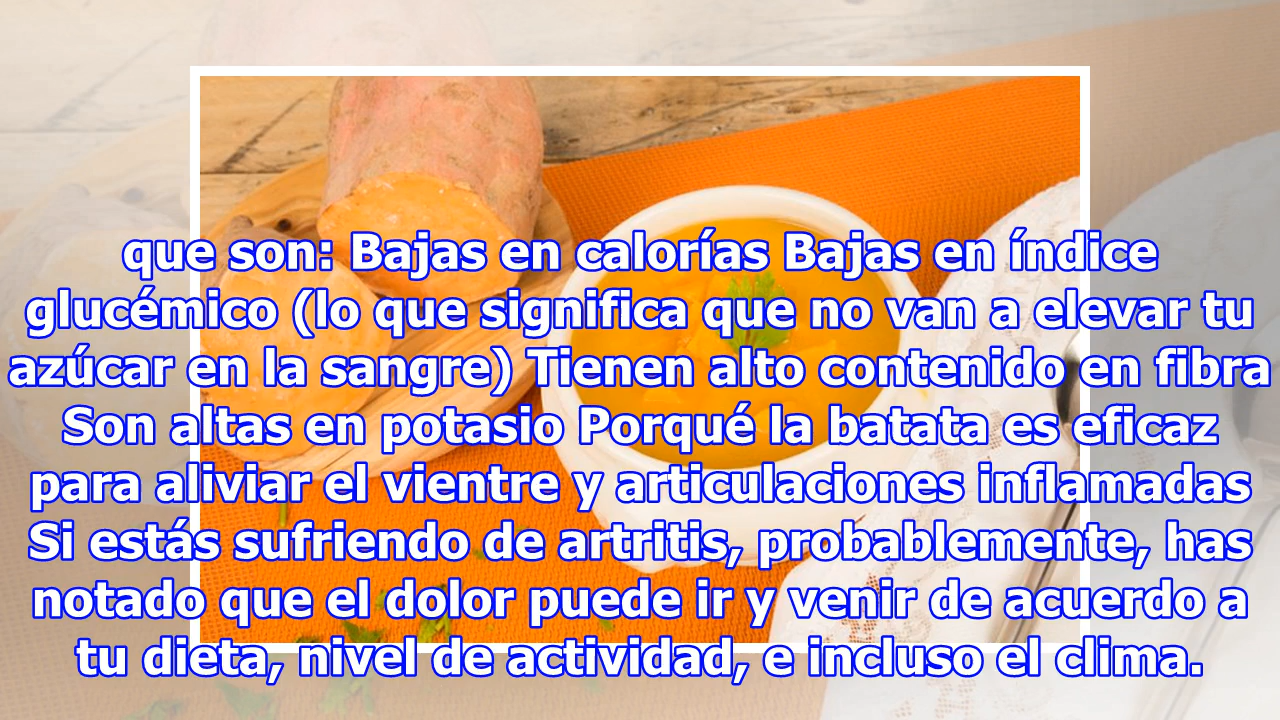 que son: Bajas en calorías Bajas en índice
glucémico (lo que significa que no van a elevar tu
azúcar en la sangre) Tienen alto contenido en fibra
Son altas en potasio Porqué la batata es eficaz
para aliviar el vientre y articulaciones inflamadas
Si estás sufriendo de artritis, probablemente, has
notado que el dolor puede ir y venir de acuerdo a
tu dieta, nivel de actividad, e incluso el clima.